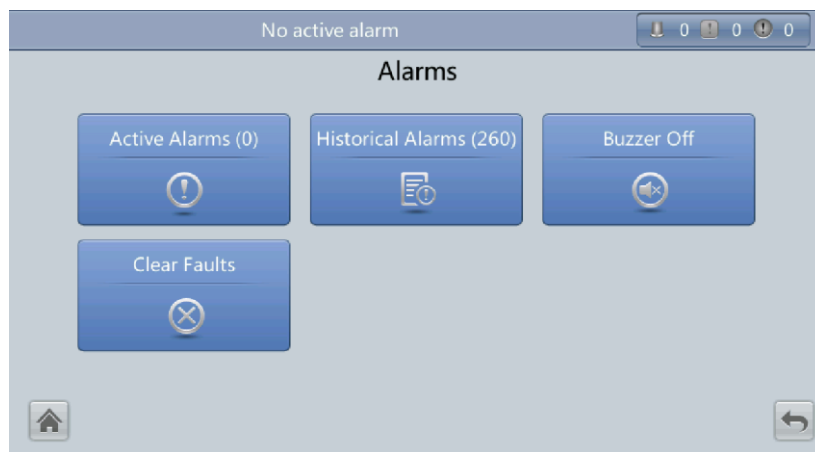 No active alarm
0 0 0
Alarms
Active Alarms (0)
Historical Alarms (260)
Buzzer Off
Clear Faults